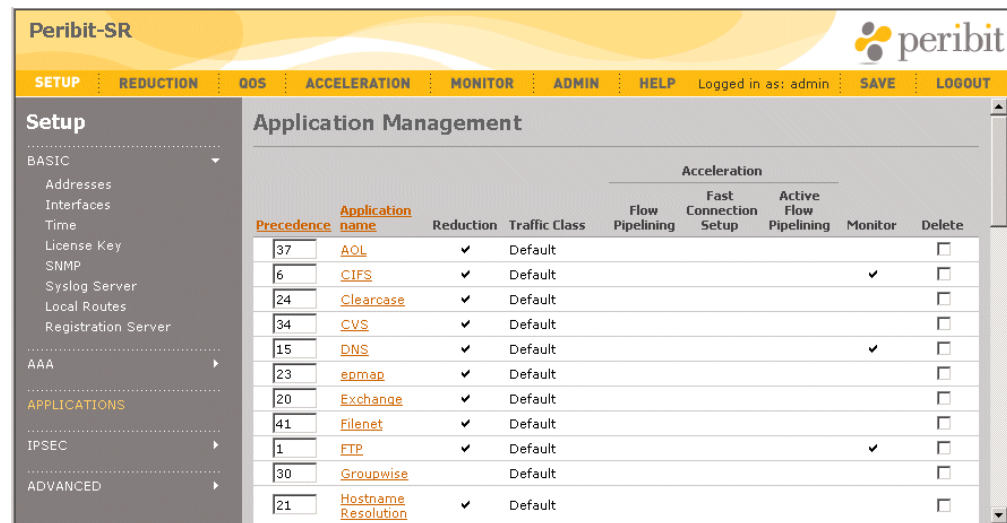 Peribit-SR
peribit
SETUP REDUCTION QOS ACCELERATION MONITOR ADMIN HELP Logged in as: admin SAVE LOGOUT
Setup
BASIC
Addresses
Interfaces
Time
License Key
SNMP
Syslog Server
Local Routes
Registration Server
AAA
APPLICATIONS
IPSEC
ADVANCED
Application Management
Acceleration
Precedence Application name Reduction Traffic Class Flow Pipelining Fast Connection Setup Active Flow Pipelining Monitor Delete
37 AOL ✔ Default
6 CIFS ✔ Default ✔
24 Clearcase ✔ Default
34 CVS ✔ Default
15 DNS ✔ Default ✔
23 epmap ✔ Default
20 Exchange ✔ Default
41 Filenet ✔ Default
1 FTP ✔ Default ✔
30 Groupwise Default
21 Hostname Resolution ✔ Default